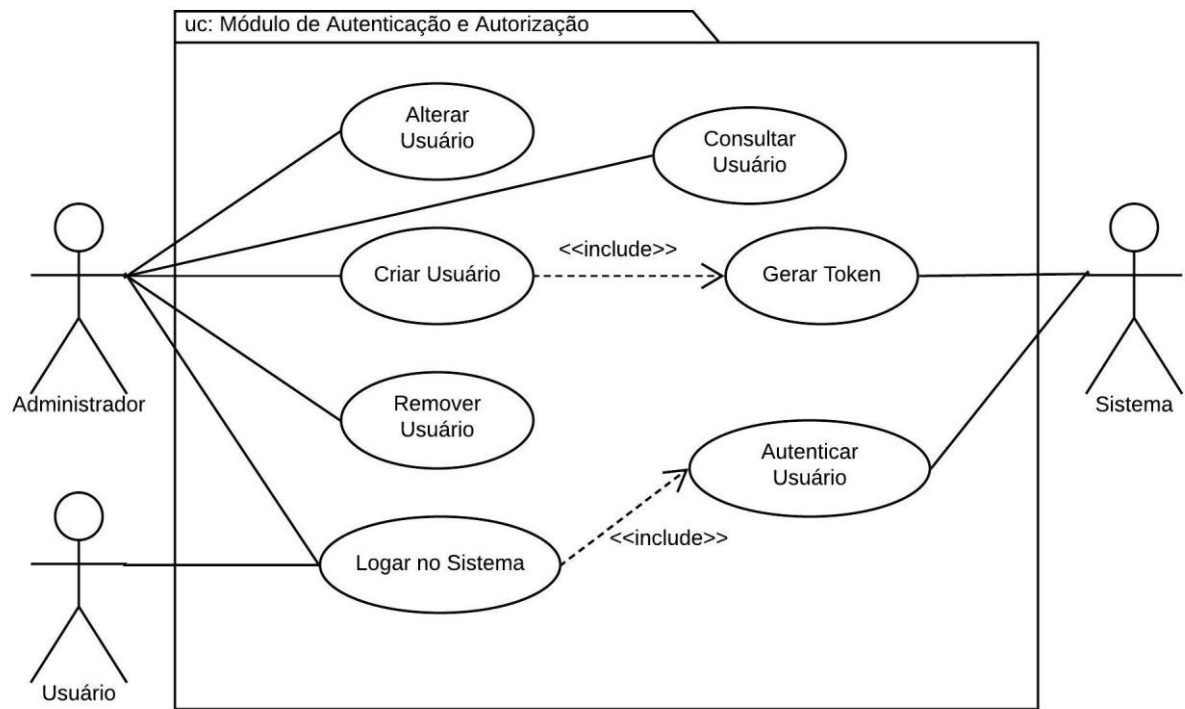 uc: Módulo de Autenticação e Autorização
Alterar
Usuário
Consultar
Usuário
Criar Usuário
<<include>>
Gerar Token
Administrador
Sistema
Remover
Usuário
Autenticar
Usuário
<<include>>
Logar no Sistema
Usuário